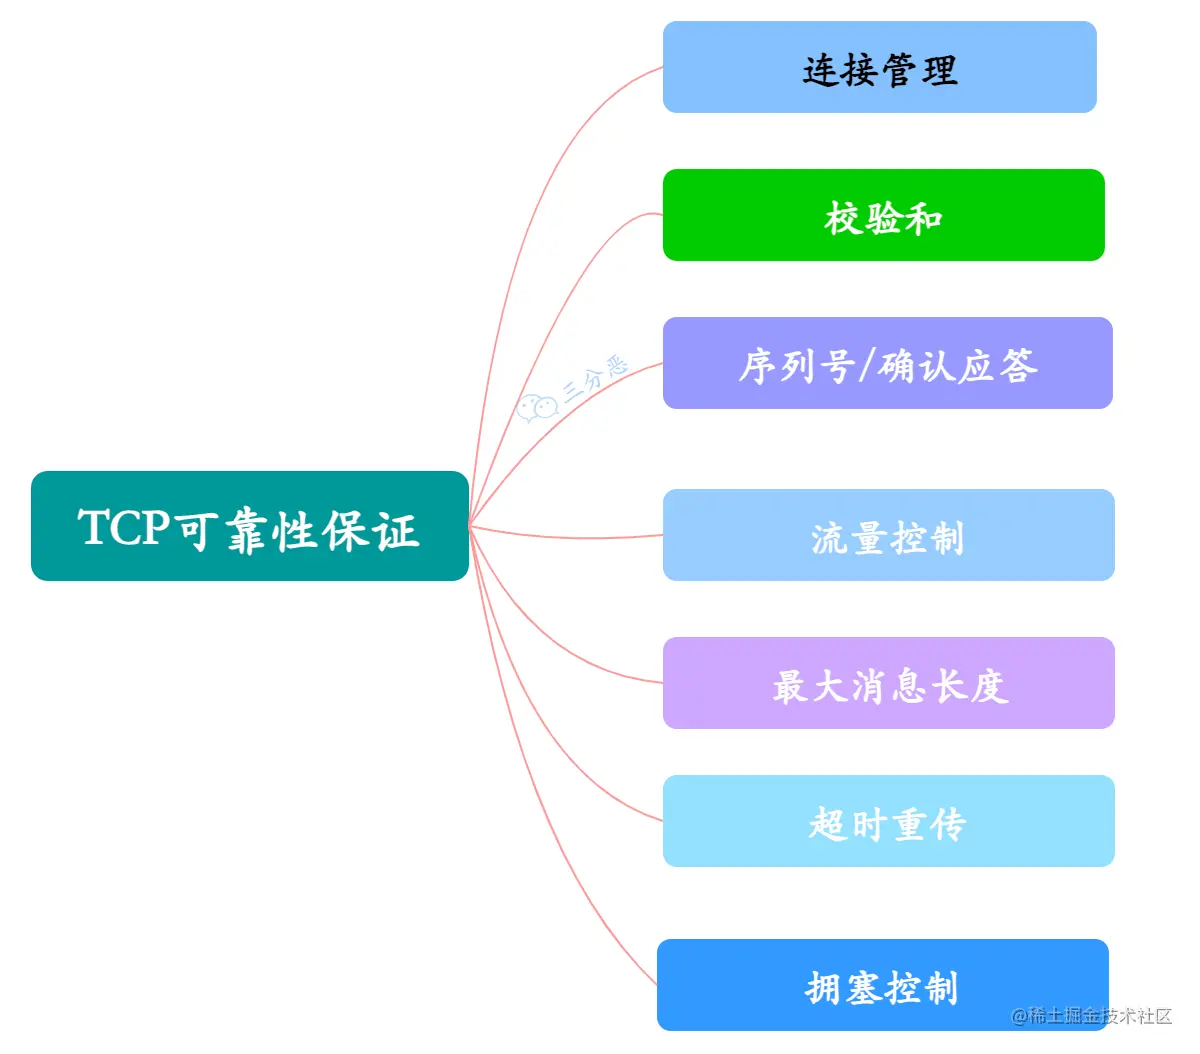 连接管理
校验和
三分恶
序列号/确认应答
TCP可靠性保证
流量控制
最大消息长度
超时重传
拥塞控制
@稀土掘金技术社区